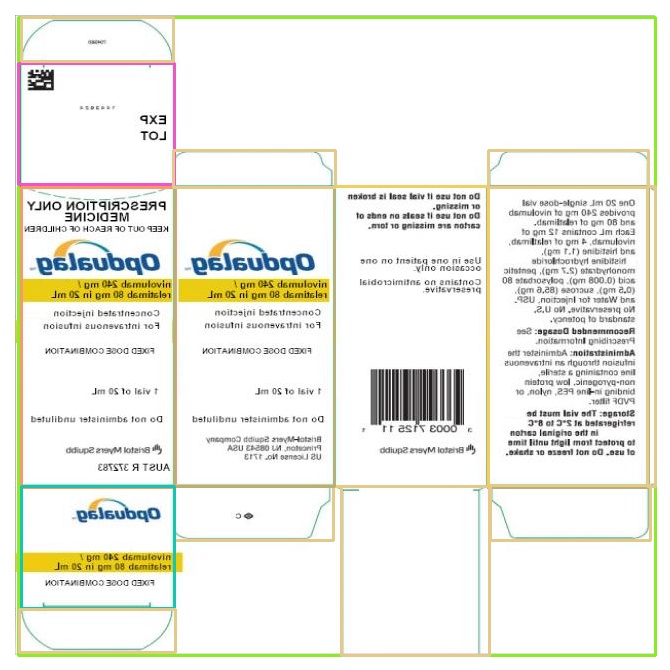 EXP
LOT
PRESCRIPTION ONLY
MEDICINE
KEEP OUT OF REACH OF CHILDREN
Opdualag™
nivolumab 240 mg /
relatlimab 80 mg in 20 mL
Concentrated injection
For intravenous infusion
FIXED DOSE COMBINATION
1 vial of 20 mL
Do not administer undiluted
Bristol Myers Squibb
AUST R 372783
Opdualag™
nivolumab 240 mg /
relatlimab 80 mg in 20 mL
Concentrated injection
For intravenous infusion
FIXED DOSE COMBINATION
1 vial of 20 mL
Do not administer undiluted
Bristol-Myers Squibb Company
Princeton, NJ 08543 USA
US License No. 1713
Do not use if vial seal is broken
or missing.
Do not use if seals on ends of
carton are missing or torn.
Use in one patient on one
occasion only.
Contains no antimicrobial
preservative.
3 0003 7125 11 1
Bristol Myers Squibb
One 20 mL single-dose vial
provides 240 mg of nivolumab
and 80 mg of relatlimab.
Each mL contains 12 mg of
nivolumab, 4 mg of relatlimab,
and histidine (1.1 mg),
histidine hydrochloride
monohydrate (2.7 mg), pentetic
acid (0.008 mg), polysorbate 80
(0.5 mg), sucrose (85.6 mg),
and Water for Injection, USP.
No preservative. No U.S.
standard of potency.
Recommended Dosage: See
Prescribing Information.
Administration: Administer the
infusion through an intravenous
line containing a sterile,
non-pyrogenic, low protein
binding in-line PES, nylon, or
PVDF filter.
Storage: The vial must be
refrigerated at 2°C to 8°C
in the original carton
to protect from light until time
of use. Do not freeze or shake.
Opdualag™
nivolumab 240 mg /
relatlimab 80 mg in 20 mL
FIXED DOSE COMBINATION
C